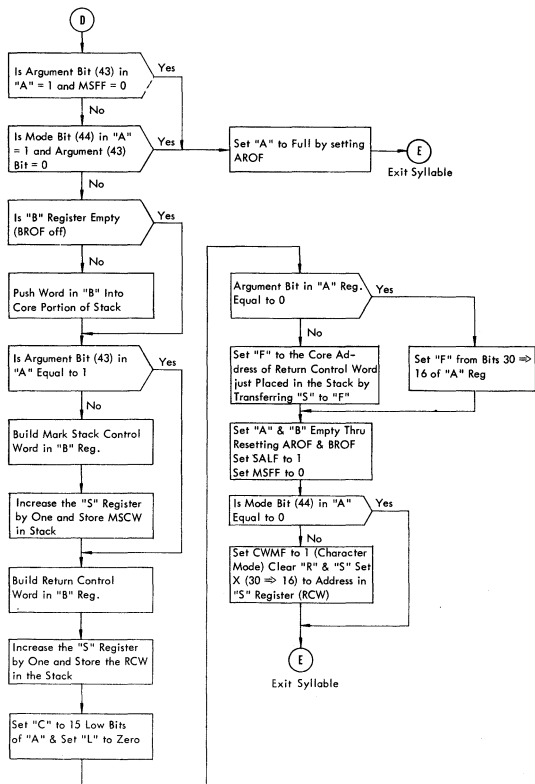 D
Is Argument Bit (43) in
"A" = 1 and MSFF = 0
Yes
No
Is Mode Bit (44) in "A"
= 1 and Argument (43)
Bit = 0
Yes
Set "A" to Full by setting
AROF
E
Exit Syllable
No
Is "B" Register Empty
(BROF off)
Yes
No
Push Word in "B" Into
Core Portion of Stack
Is Argument Bit (43) in
"A" Equal to 1
Yes
No
Build Mark Stack Control
Word in "B" Reg.
Increase the "S" Register
by One and Store MSCW
in Stack
Build Return Control
Word in "B" Reg.
Increase the "S" Register
by One and Store the RCW
in the Stack
Set "C" to 15 Low Bits
of "A" & Set "L" to Zero
Argument Bit in "A" Reg.
Equal to 0
Yes
No
Set "F" to the Core Ad-
dress of Return Control Word
just Placed in the Stack by
Transferring "S" to "F"
Set "F" from Bits 30 ⇒
16 of "A" Reg
Set "A" & "B" Empty Thru
Resetting AROF & BROF
Set SALF to 1
Set MSFF to 0
Is Mode Bit (44) in "A"
Equal to 0
Yes
No
Set CWMF to 1 (Character
Mode) Clear "R" & "S" Set
X (30 ⇒ 16) to Address in
"S" Register (RCW)
E
Exit Syllable